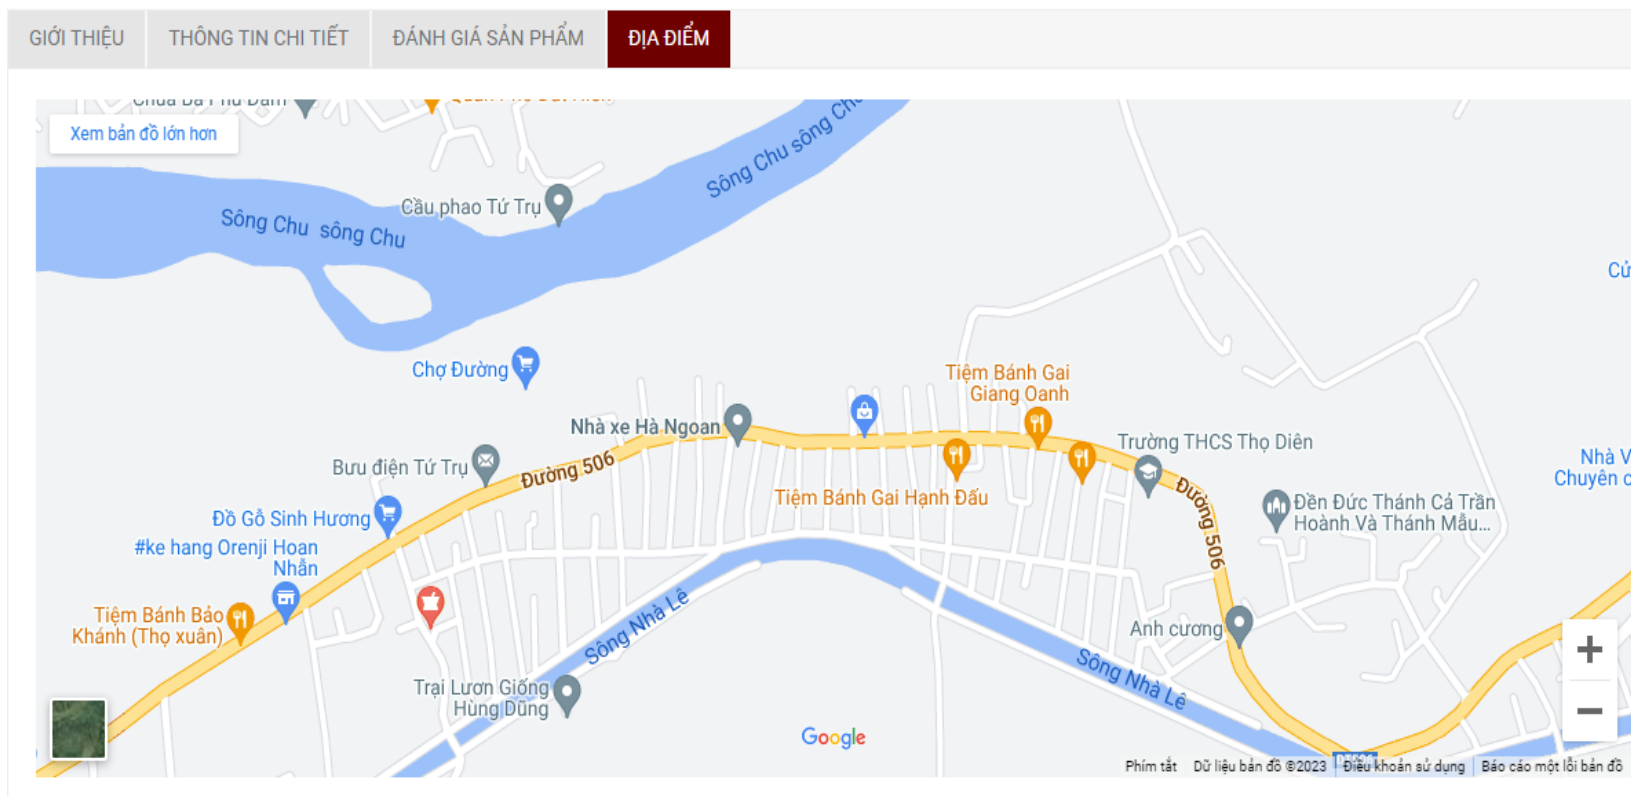 GIỚI THIỆU
THÔNG TIN CHI TIẾT
ĐÁNH GIÁ SẢN PHẨM
ĐỊA ĐIỂM
Xem bản đồ lớn hơn
Sông Chu sông Chu
Cầu phao Tứ Trụ
Sông Chu sông Chu
Cử
Chợ Đường
Tiệm Bánh Gai
Giang Oanh
Nhà xe Hà Ngoan
Trường THCS Thọ Diên
Bưu điện Tứ Trụ
Đường 506
Nhà V
Chuyên c
Tiệm Bánh Gai Hạnh Đấu
Đường 506
Đền Đức Thánh Cả Trần
Hoành Và Thánh Mẫu...
Đồ Gỗ Sinh Hương
#ke hang Orenji Hoan
Nhẫn
Tiệm Bánh Bảo
Khánh (Thọ xuân)
Sông Nhà Lê
Anh cương
Sông Nhà Lê
Trại Lươn Giống
Hùng Dũng
Google
Phím tắt
Dữ liệu bản đồ ©2023
Điều khoản sử dụng
Báo cáo một lỗi bản đồ